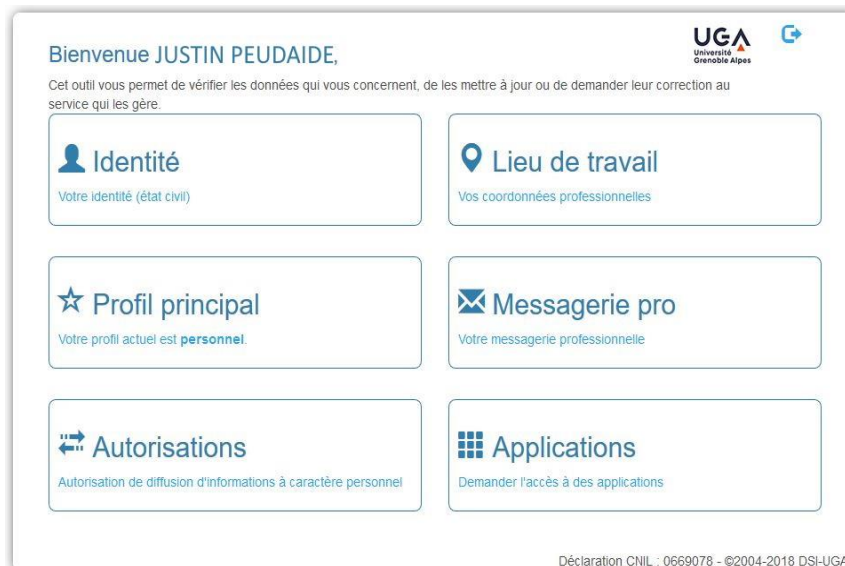 Bienvenue JUSTIN PEUDAIDE,
UGA
Université
Grenoble Alpes
Cet outil vous permet de vérifier les données qui vous concernent, de les mettre à jour ou de demander leur correction au
service qui les gère.
Identité
Votre identité (état civil)
Lieu de travail
Vos coordonnées professionnelles
Profil principal
Votre profil actuel est personnel.
Messagerie pro
Votre messagerie professionnelle
Autorisations
Autorisation de diffusion d'informations à caractère personnel
Applications
Demander l'accès à des applications
Déclaration CNIL : 0669078 - ©2004-2018 DSI-UGA